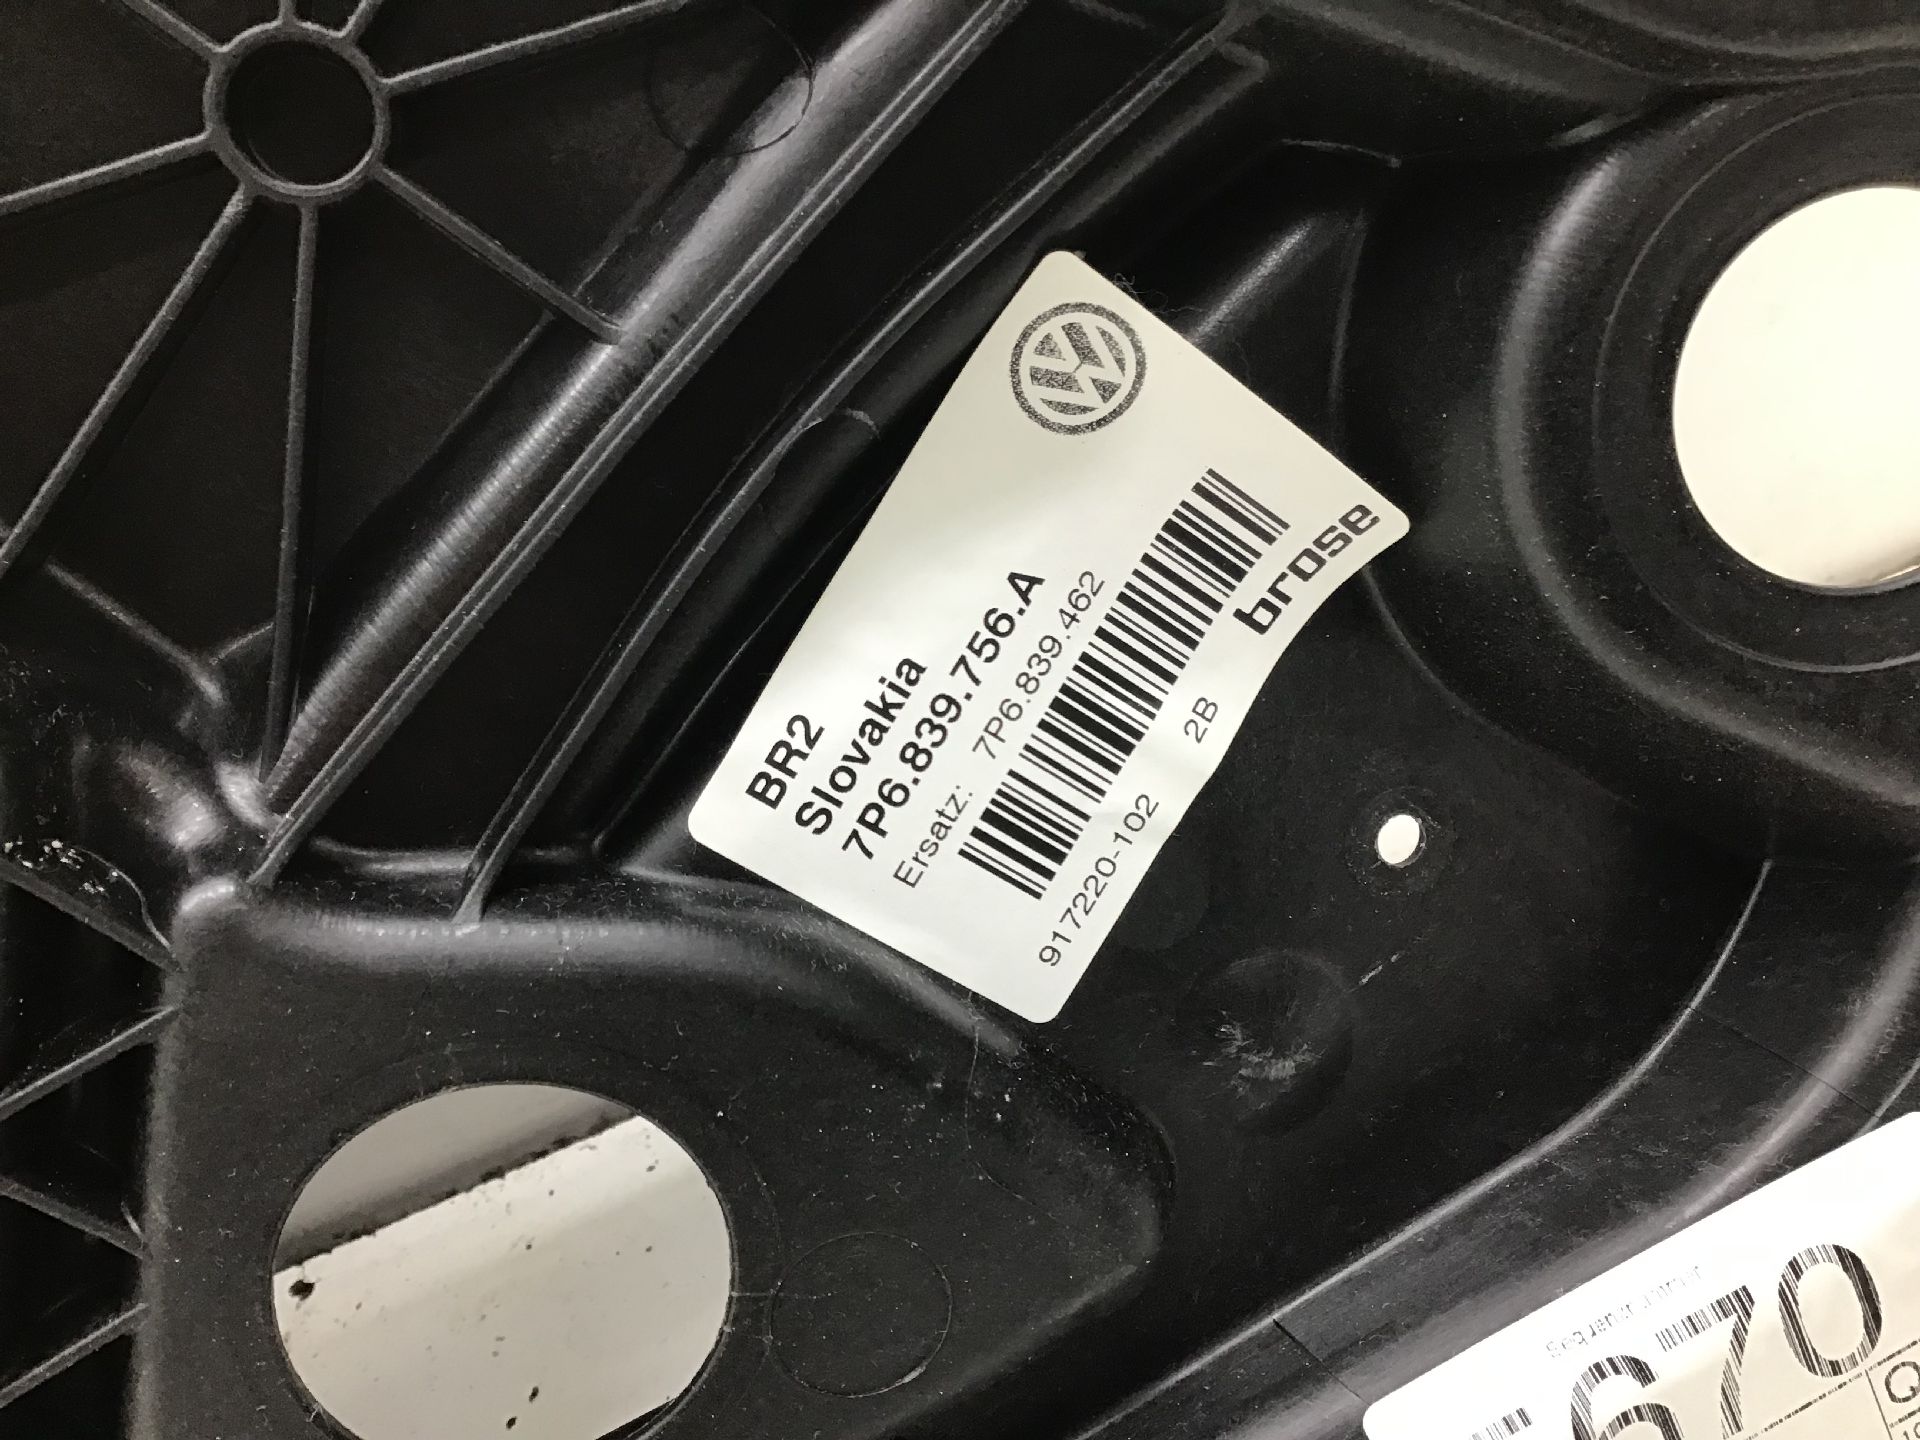 BR2
Slovakia
7P6.839.756.A
Ersatz: 7P6.839.462
917220-102 2B
brose
670
Q